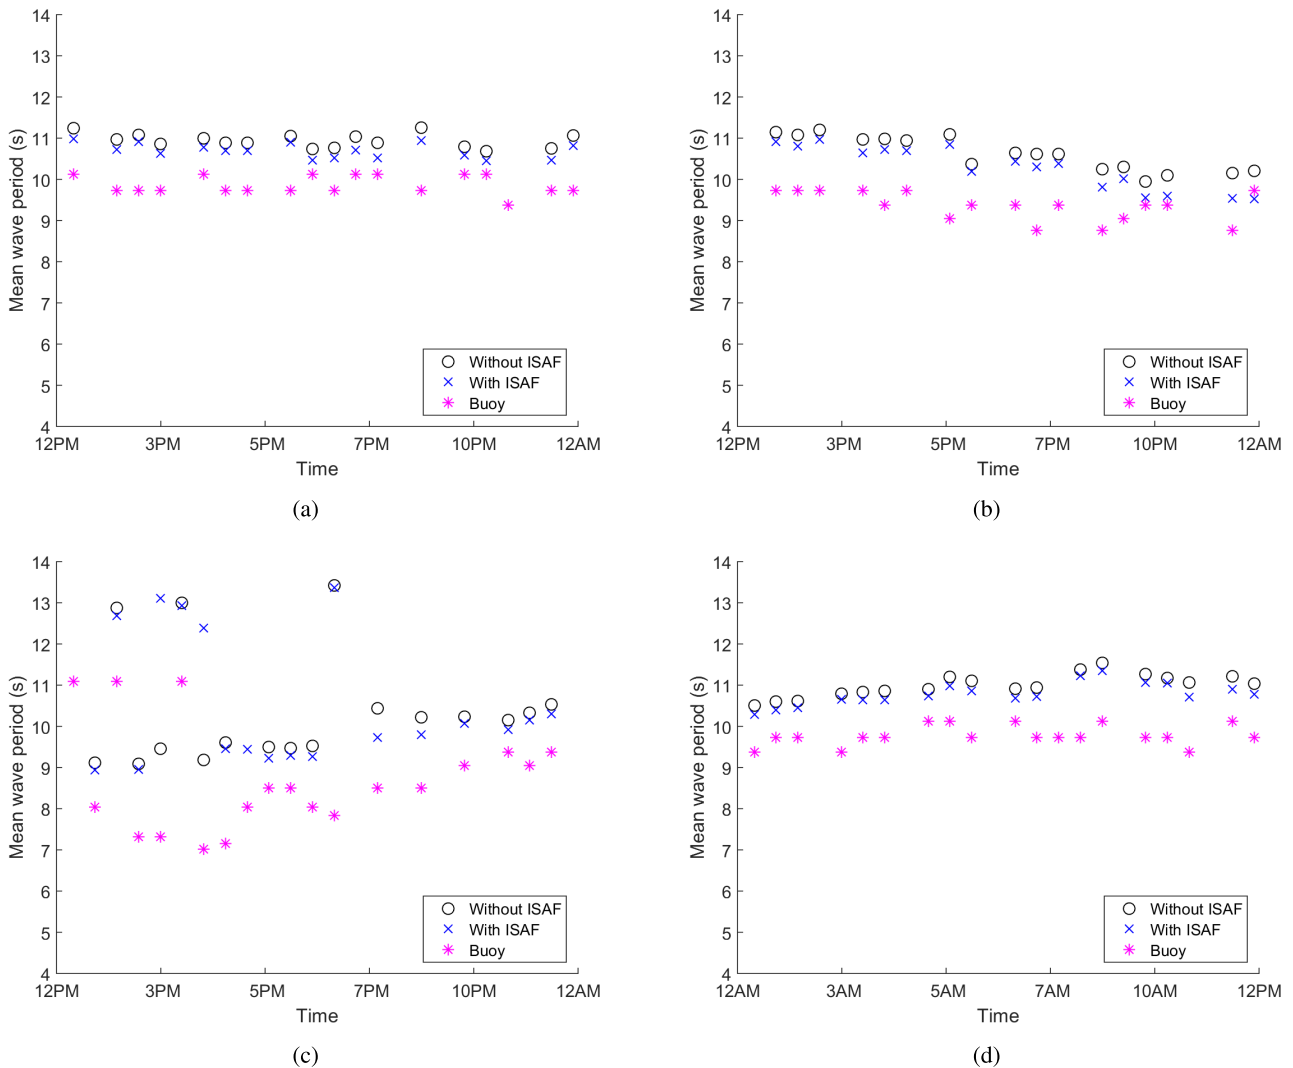 14
13
12
11
10
9
8
7
6
5
4
Mean wave period (s)
Without ISAF
With ISAF
Buoy
12PM 3PM 5PM 7PM 10PM 12AM
Time
(a)
14
13
12
11
10
9
8
7
6
5
4
Mean wave period (s)
Without ISAF
With ISAF
Buoy
12PM 3PM 5PM 7PM 10PM 12AM
Time
(b)
14
13
12
11
10
9
8
7
6
5
4
Mean wave period (s)
Without ISAF
With ISAF
Buoy
12PM 3PM 5PM 7PM 10PM 12AM
Time
(c)
14
13
12
11
10
9
8
7
6
5
4
Mean wave period (s)
Without ISAF
With ISAF
Buoy
12AM 3AM 5AM 7AM 10AM 12PM
Time
(d)